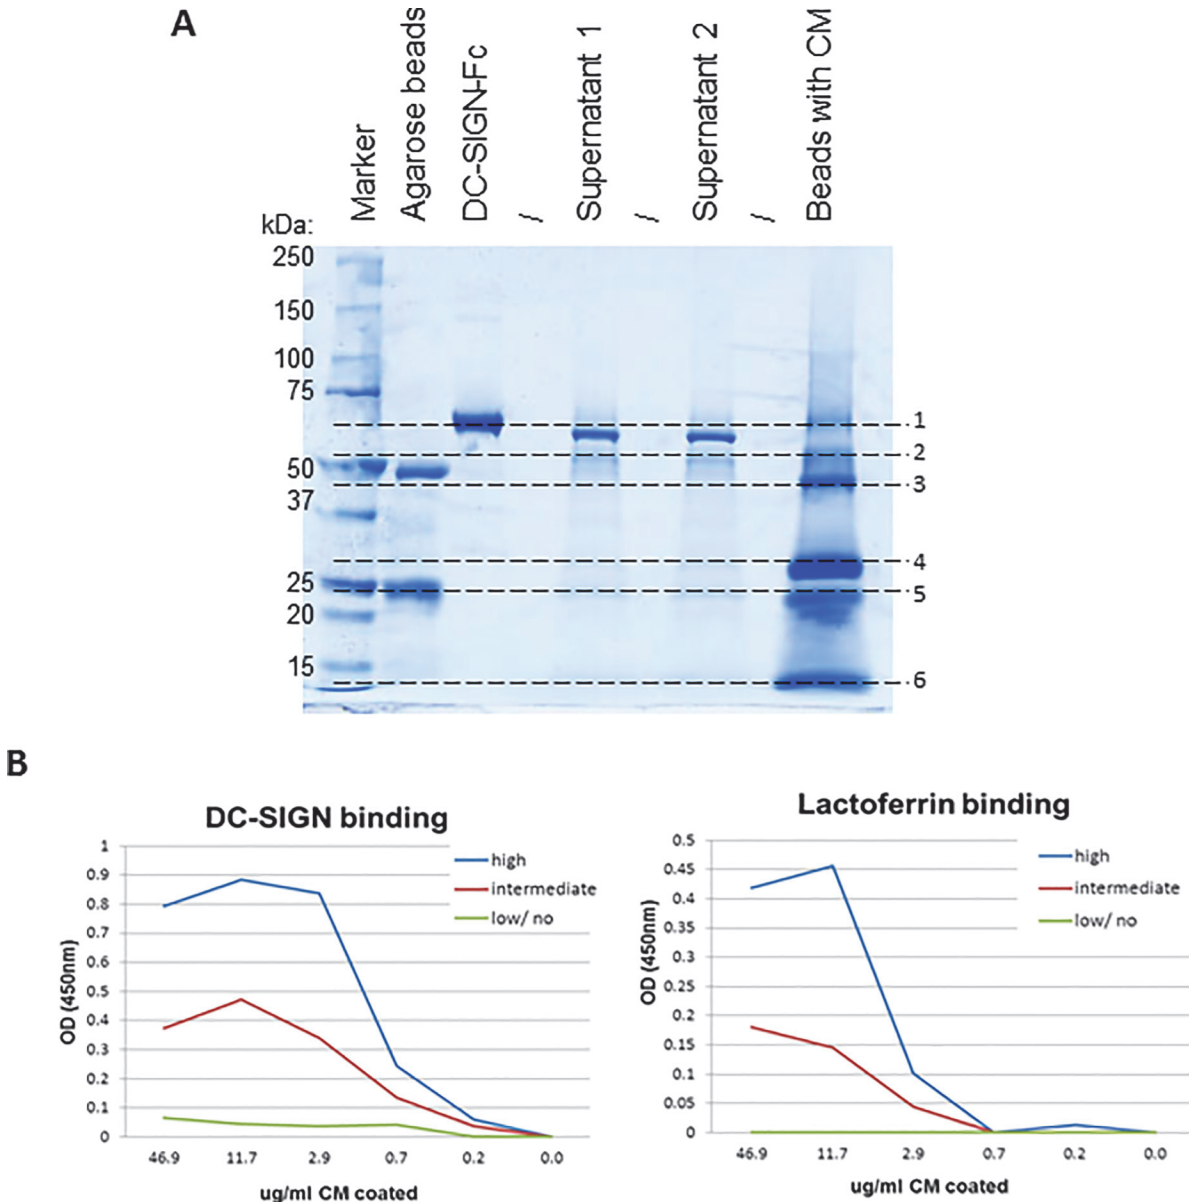 A
Marker
Agarose beads
DC-SIGN-Fc
/
Supernatant 1
/
Supernatant 2
/
Beads with CM
kDa:
250
150
100
75
50
37
25
20
15
1
2
3
4
5
6
B
DC-SIGN binding
OD (450nm)
1
0.9
0.8
0.7
0.6
0.5
0.4
0.3
0.2
0.1
0
high
intermediate
low/ no
46.9 11.7 2.9 0.7 0.2 0.0
ug/ml CM coated
Lactoferrin binding
OD (450nm)
0.5
0.45
0.4
0.35
0.3
0.25
0.2
0.15
0.1
0.05
0
high
intermediate
low/ no
46.9 11.7 2.9 0.7 0.2 0.0
ug/ml CM coated